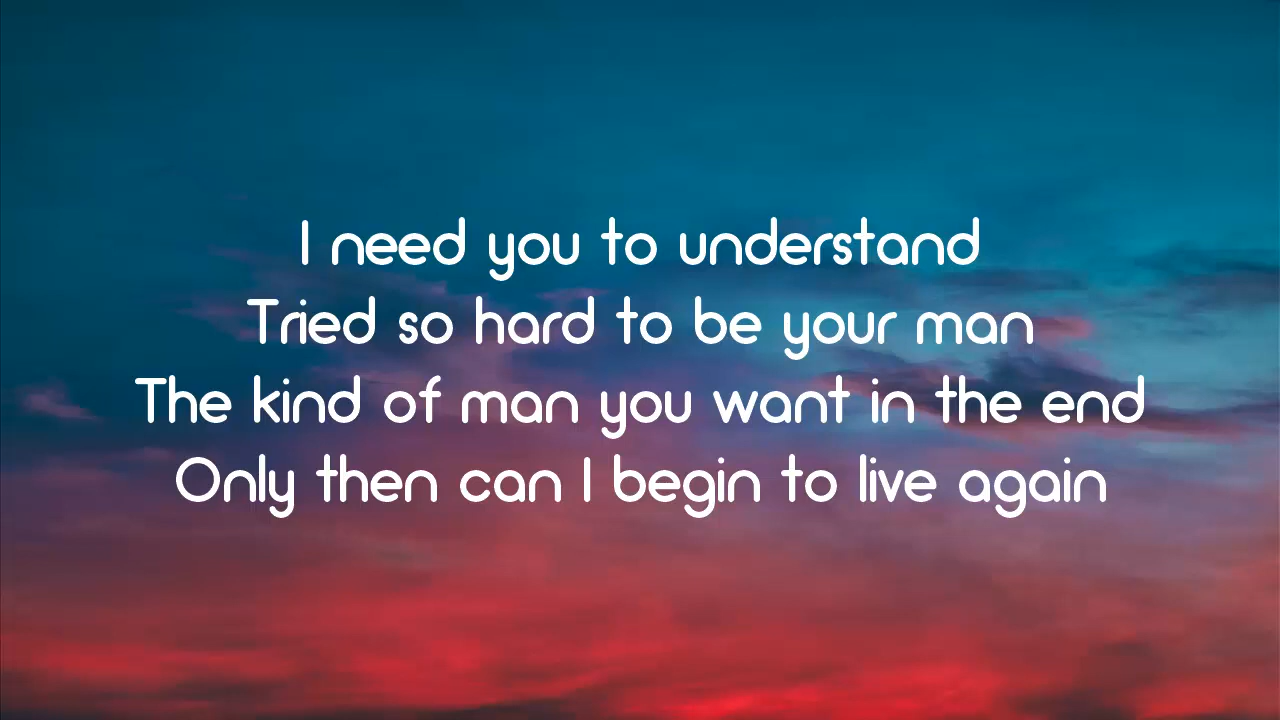 I need you to understand
Tried so hard to be your man
The kind of man you want in the end
Only then can I begin to live again